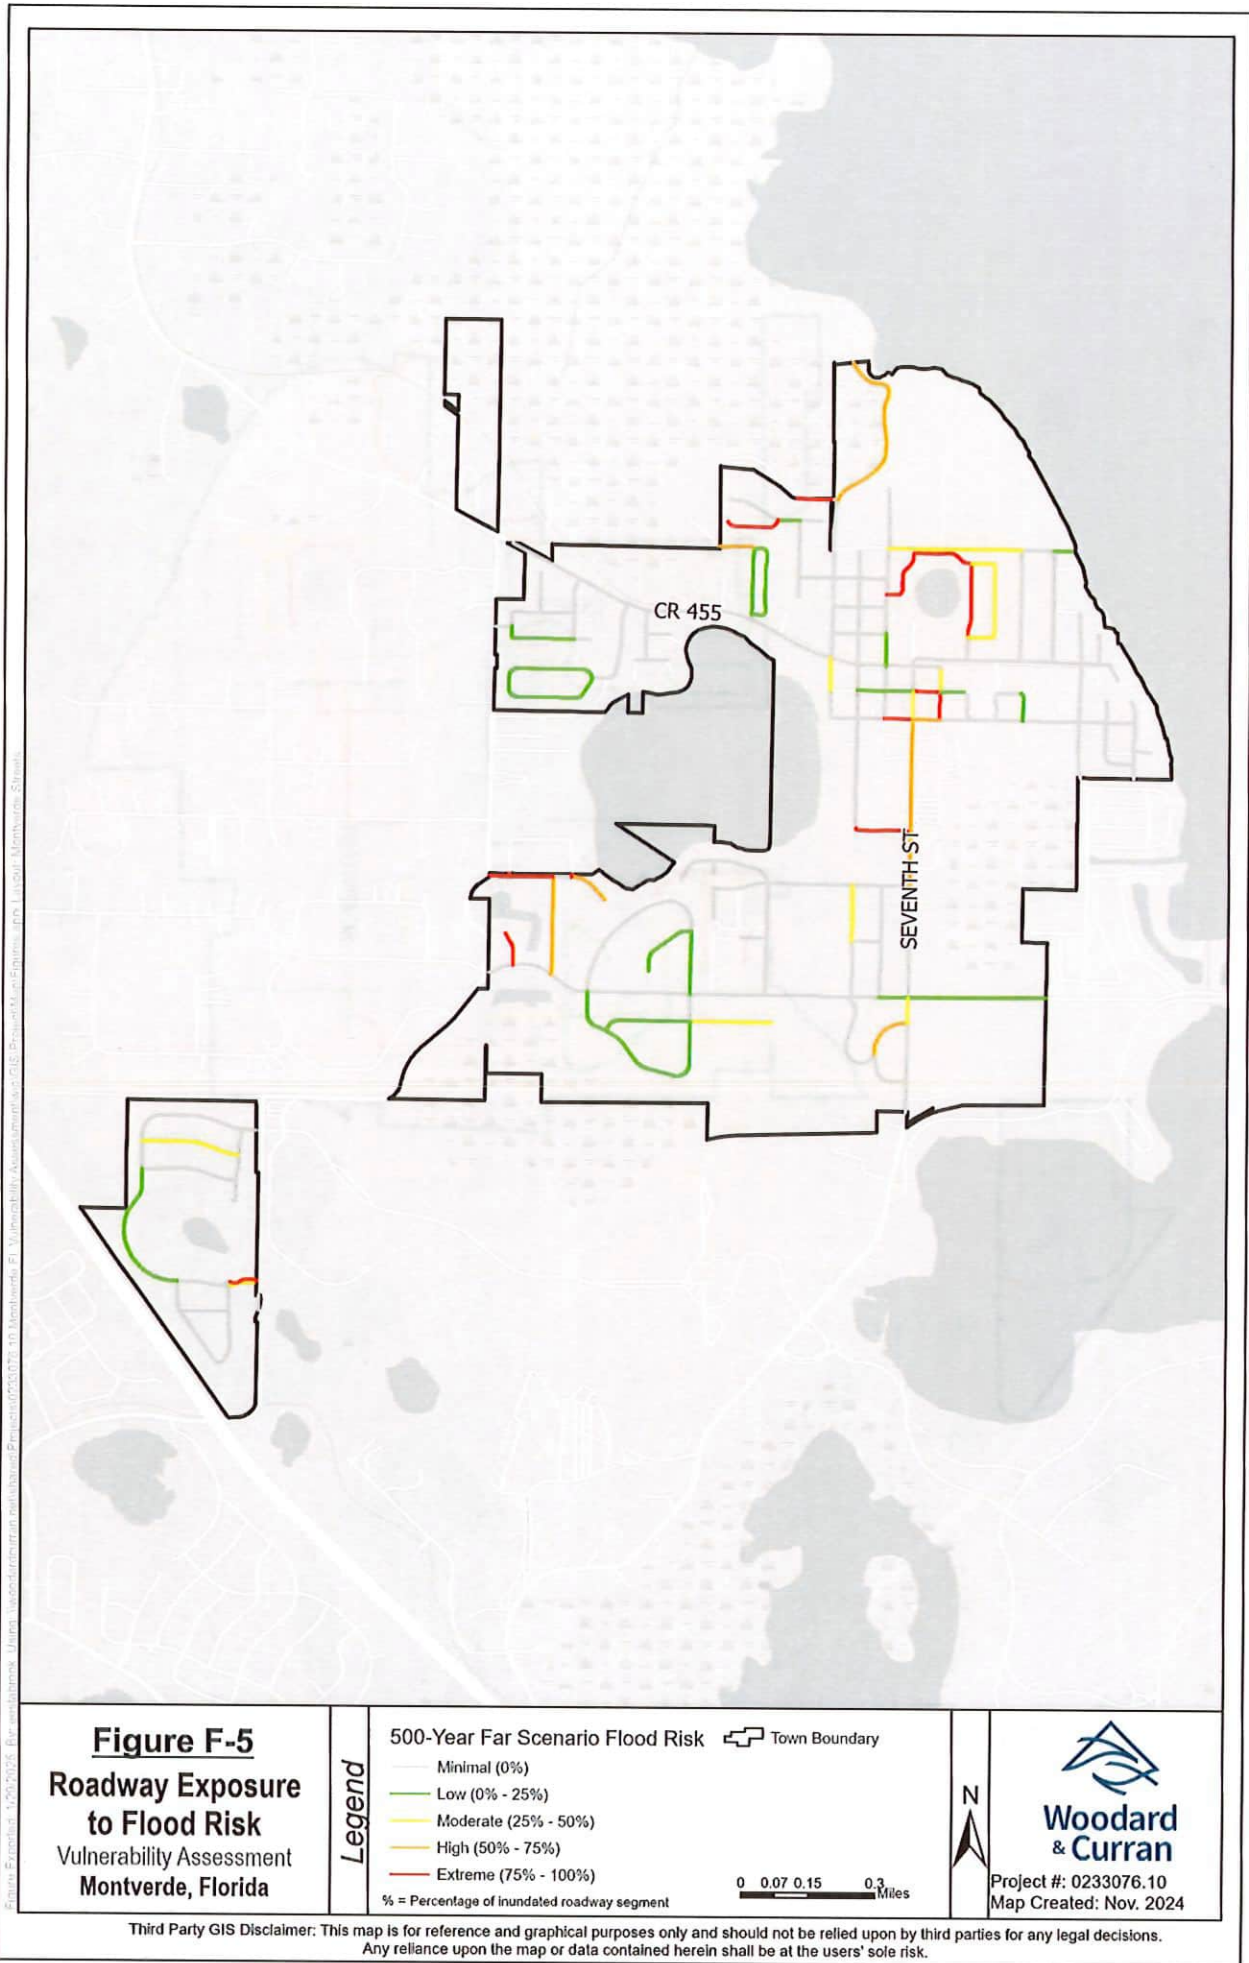 CR 455
SEVENTH ST
Figure F-5
Roadway Exposure
to Flood Risk
Vulnerability Assessment
Montverde, Florida
Legend
500-Year Far Scenario Flood Risk
Town Boundary
Minimal (0%)
Low (0% - 25%)
Moderate (25% - 50%)
High (50% - 75%)
Extreme (75% - 100%)
% = Percentage of inundated roadway segment
0 0.07 0.15 0.3
Miles
N
Woodard
& Curran
Project #: 0233076.10
Map Created: Nov. 2024
Third Party GIS Disclaimer: This map is for reference and graphical purposes only and should not be relied upon by third parties for any legal decisions.
Any reliance upon the map or data contained herein shall be at the users' sole risk.
Figure Exported: 1/29/2025